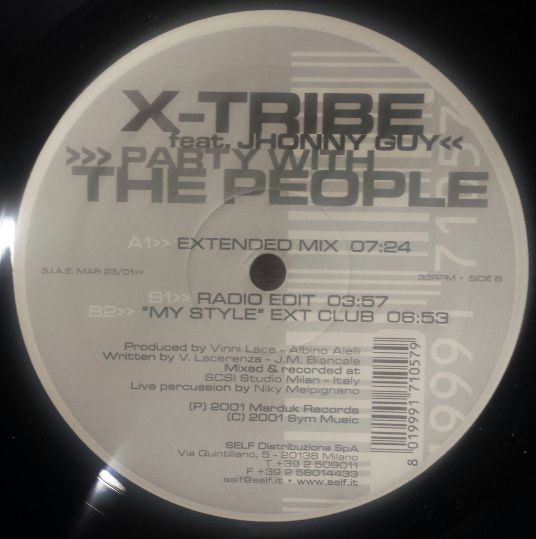 X-TRIBE
feat. JHONNY GUY<<
>>> PARTY WITH
THE PEOPLE
A1>> EXTENDED MIX 07:24
S.I.A.E. MAR 23/01<<
33RPM • SIDE B
B1>> RADIO EDIT 03:57
B2>> "MY STYLE" EXT CLUB 06:53
Produced by Vinni Lace - Albino Aielli
Written by V. Lacerenza - J.M. Biancale
Mixed & recorded at
SCSI Studio Milan - Italy
Live percussion by Niky Melpignano
(P) 2001 Marduk Records
(C) 2001 Sym Music
SELF Distribuzione SpA
Via Quintiliano, 5 - 20138 Milano
T +39 2 509011
F +39 2 58014433
self@self.it • www.self.it
8 019991 710579